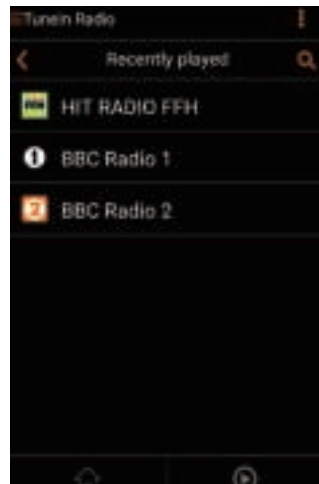 TuneIn Radio
Recently played
HIT RADIO FFH
BBC Radio 1
BBC Radio 2